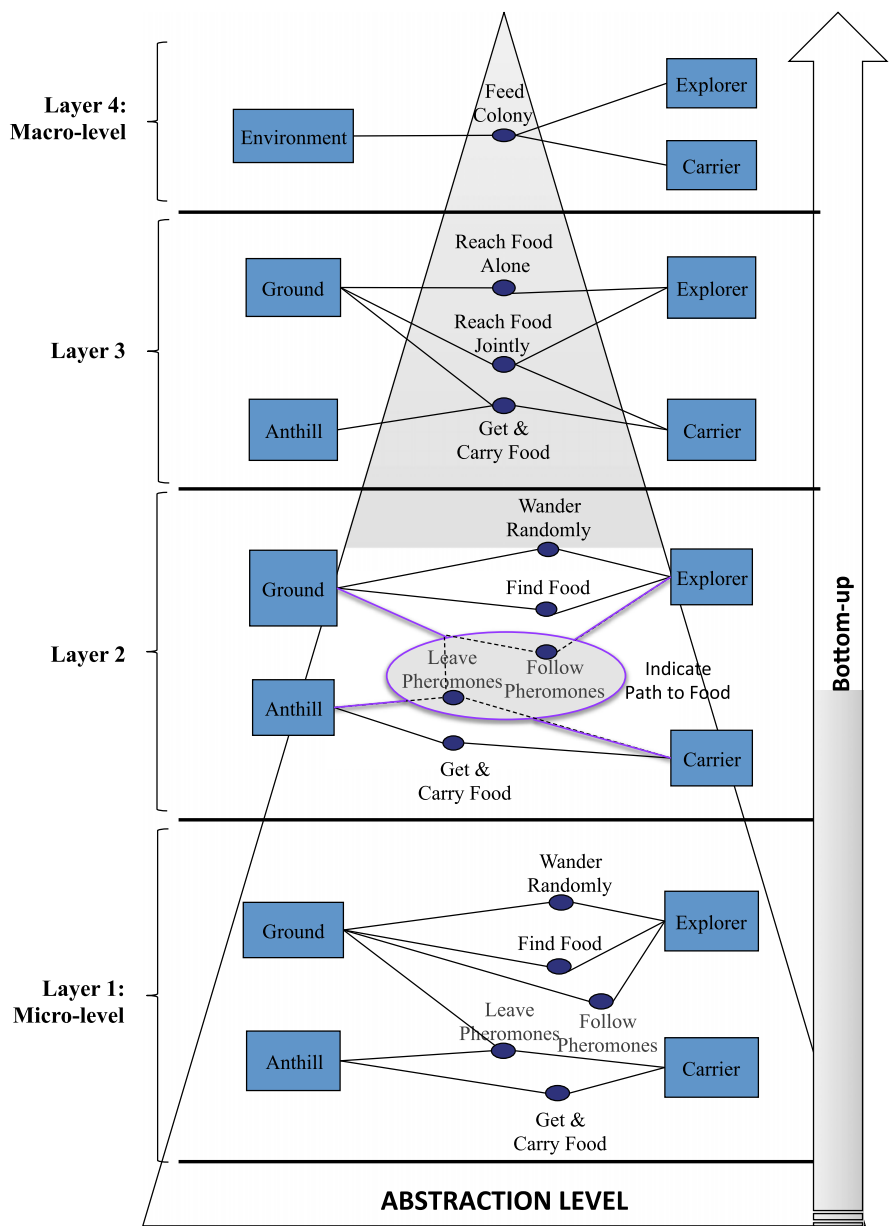 Layer 4:
Macro-level
Environment
Feed
Colony
Explorer
Carrier
Layer 3
Ground
Anthill
Reach Food
Alone
Reach Food
Jointly
Get &
Carry Food
Explorer
Carrier
Layer 2
Ground
Anthill
Wander
Randomly
Find Food
Leave
Pheromones
Follow
Pheromones
Indicate
Path to Food
Get &
Carry Food
Explorer
Carrier
Layer 1:
Micro-level
Ground
Anthill
Wander
Randomly
Find Food
Leave
Pheromones
Follow
Pheromones
Get &
Carry Food
Explorer
Carrier
Bottom-up
ABSTRACTION LEVEL